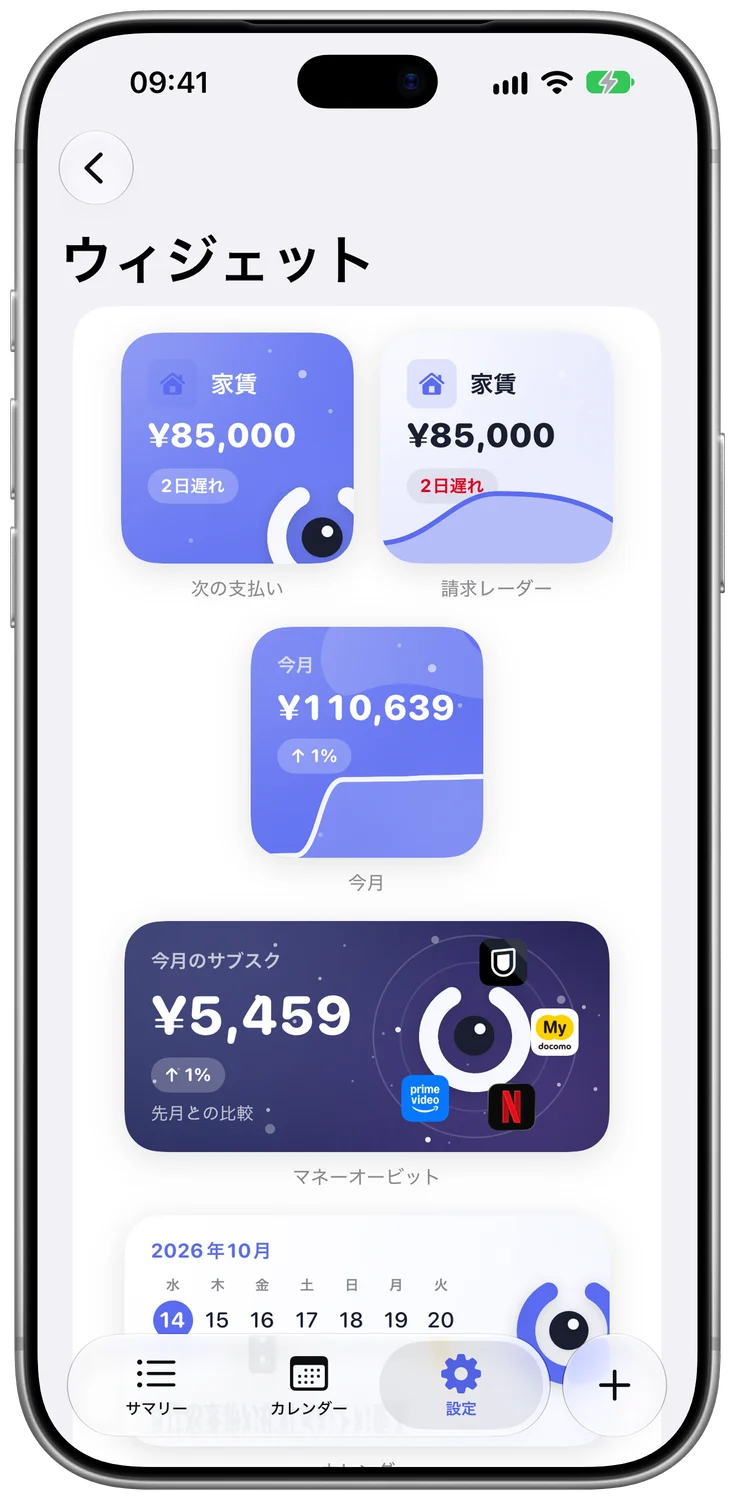 09:41
ウィジェット
家賃
¥85,000
2日遅れ
次の支払い
家賃
¥85,000
2日遅れ
請求レーダー
今月
¥110,639
↑ 1%
今月
今月のサブスク
¥5,459
↑ 1%
先月との比較
My
docomo
prime
video
N
マネーオービット
2026年10月
水 木 金 土 日 月 火
14 15 16 17 18 19 20
サマリー
カレンダー
設定